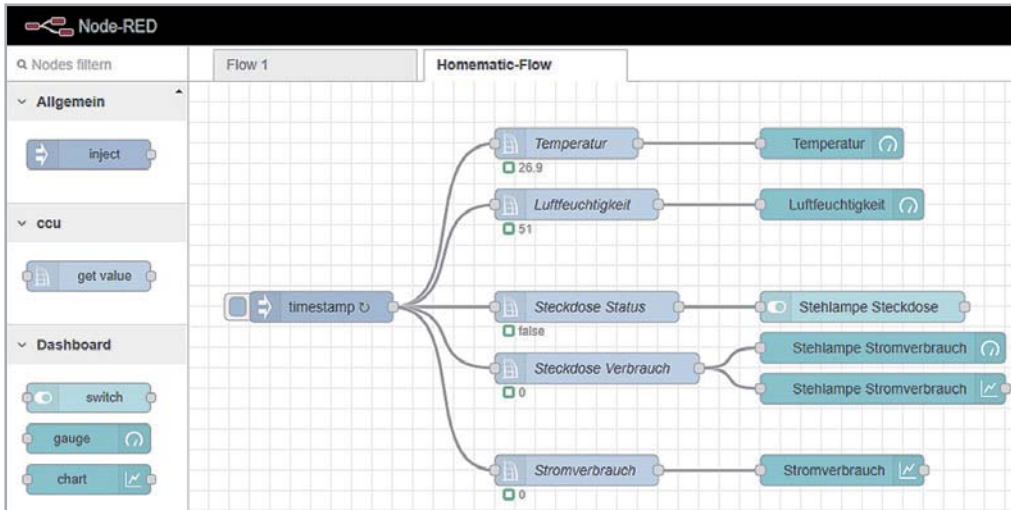 Node-RED
Nodes filtern
Flow 1
Homematic-Flow
Allgemein
inject
ccu
get value
Dashboard
switch
gauge
chart
Temperatur
26.9
Temperatur
Luftfeuchtigkeit
51
Luftfeuchtigkeit
timestamp ↻
Steckdose Status
false
Stehlampe Steckdose
Steckdose Verbrauch
0
Stehlampe Stromverbrauch
Stehlampe Stromverbrauch
Stromverbrauch
0
Stromverbrauch